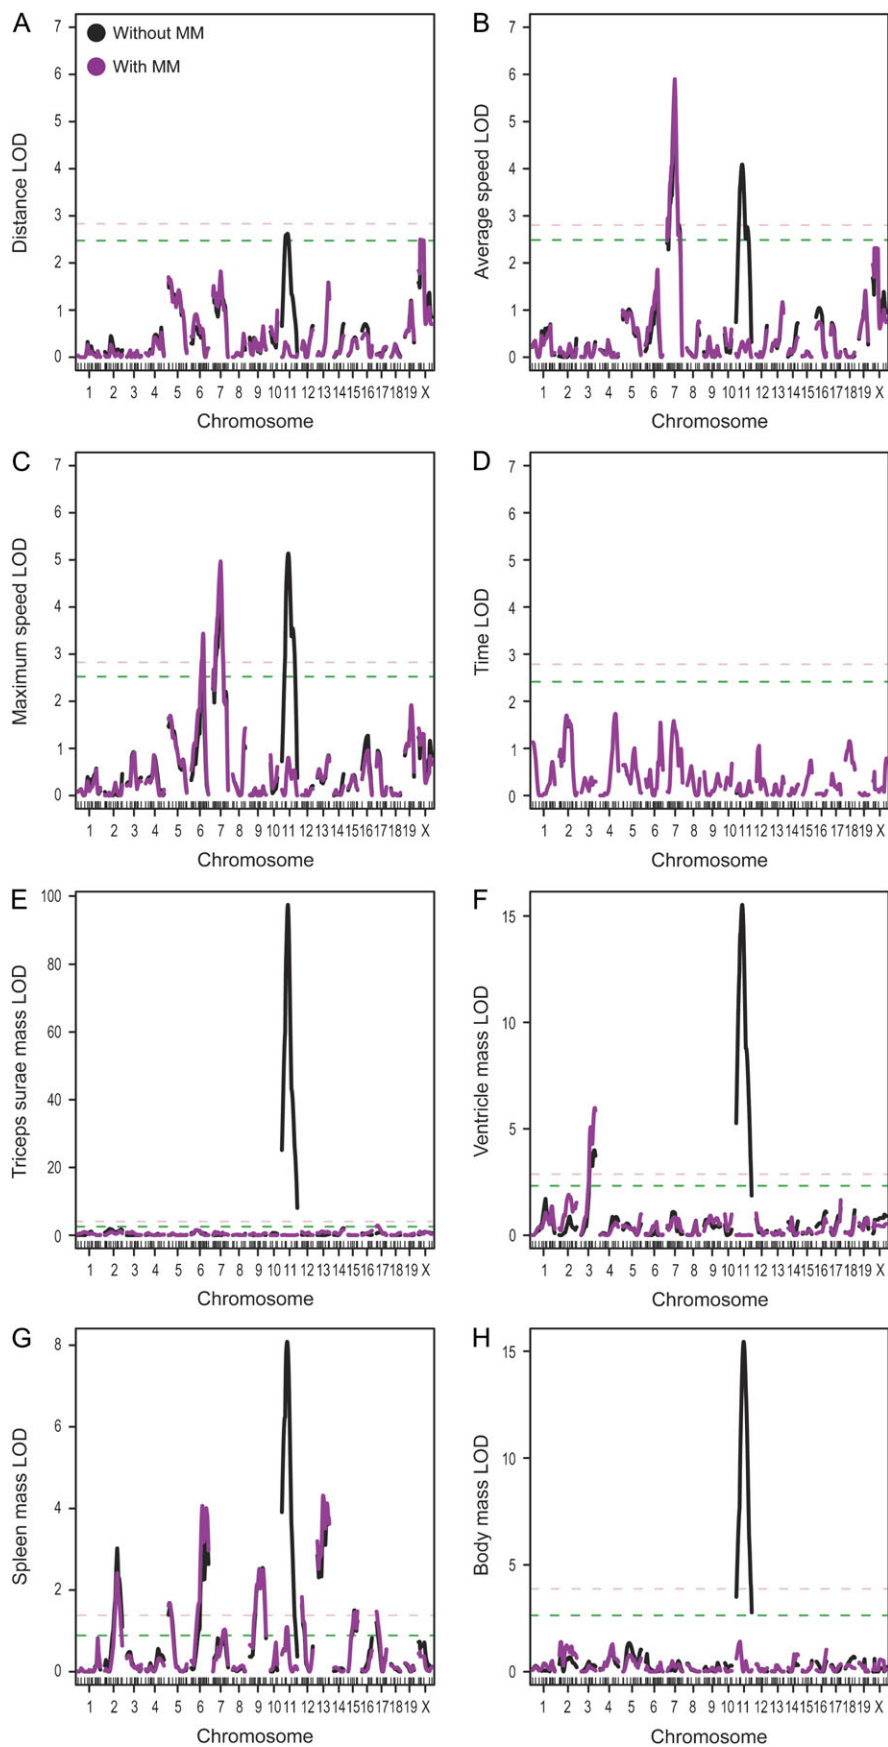 A
Without MM
With MM
7
6
5
4
3
2
1
0
Distance LOD
1 2 3 4 5 6 7 8 9 10 11 12 13 14 15 16 17 18 19 X
Chromosome
B
7
6
5
4
3
2
1
0
Average speed LOD
1 2 3 4 5 6 7 8 9 10 11 12 13 14 15 16 17 18 19 X
Chromosome
C
7
6
5
4
3
2
1
0
Maximum speed LOD
1 2 3 4 5 6 7 8 9 10 11 12 13 14 15 16 17 18 19 X
Chromosome
D
7
6
5
4
3
2
1
0
Time LOD
1 2 3 4 5 6 7 8 9 10 11 12 13 14 15 16 17 18 19 X
Chromosome
E
100
80
60
40
20
0
Triceps surae mass LOD
1 2 3 4 5 6 7 8 9 10 11 12 13 14 15 16 17 18 19 X
Chromosome
F
15
10
5
0
Ventricle mass LOD
1 2 3 4 5 6 7 8 9 10 11 12 13 14 15 16 17 18 19 X
Chromosome
G
8
6
4
2
0
Spleen mass LOD
1 2 3 4 5 6 7 8 9 10 11 12 13 14 15 16 17 18 19 X
Chromosome
H
15
10
5
0
Body mass LOD
1 2 3 4 5 6 7 8 9 10 11 12 13 14 15 16 17 18 19 X
Chromosome